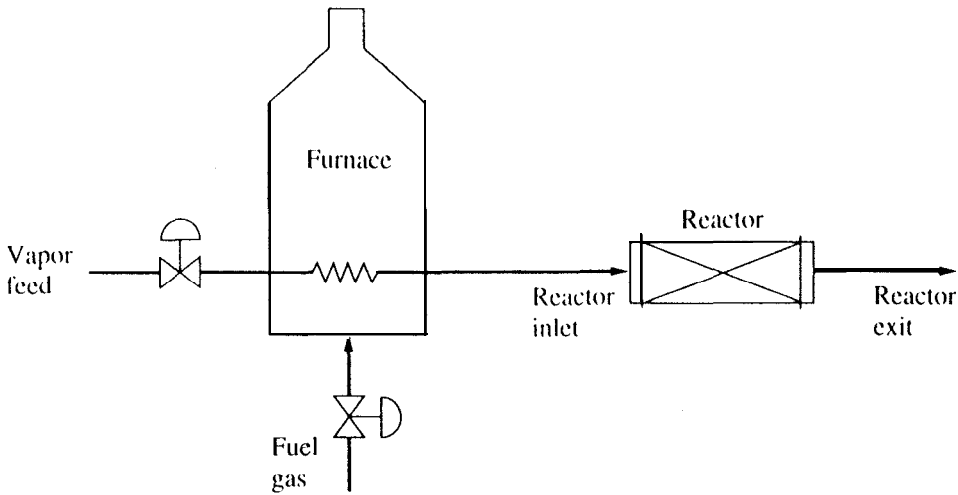 Furnace
Reactor
Vapor
feed
Reactor
inlet
Reactor
exit
Fuel
gas